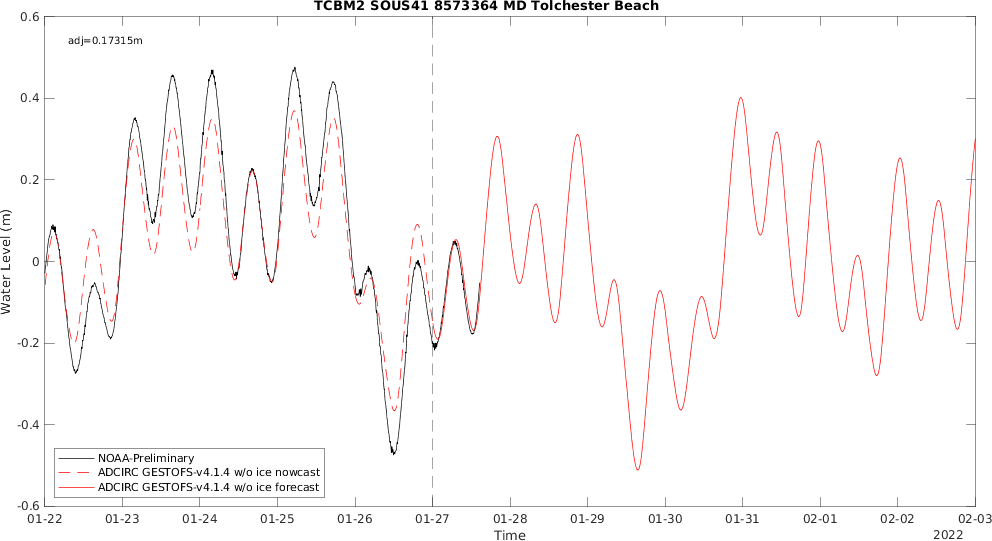 TCBM2 SOUS41 8573364 MD Tolchester Beach
adj=0.17315m
0.6
0.4
0.2
0
-0.2
-0.4
-0.6
Water Level (m)
NOAA-Preliminary
ADCIRC GESTOFS-v4.1.4 w/o ice nowcast
ADCIRC GESTOFS-v4.1.4 w/o ice forecast
01-22 01-23 01-24 01-25 01-26 01-27 01-28 01-29 01-30 01-31 02-01 02-02 02-03
Time
2022